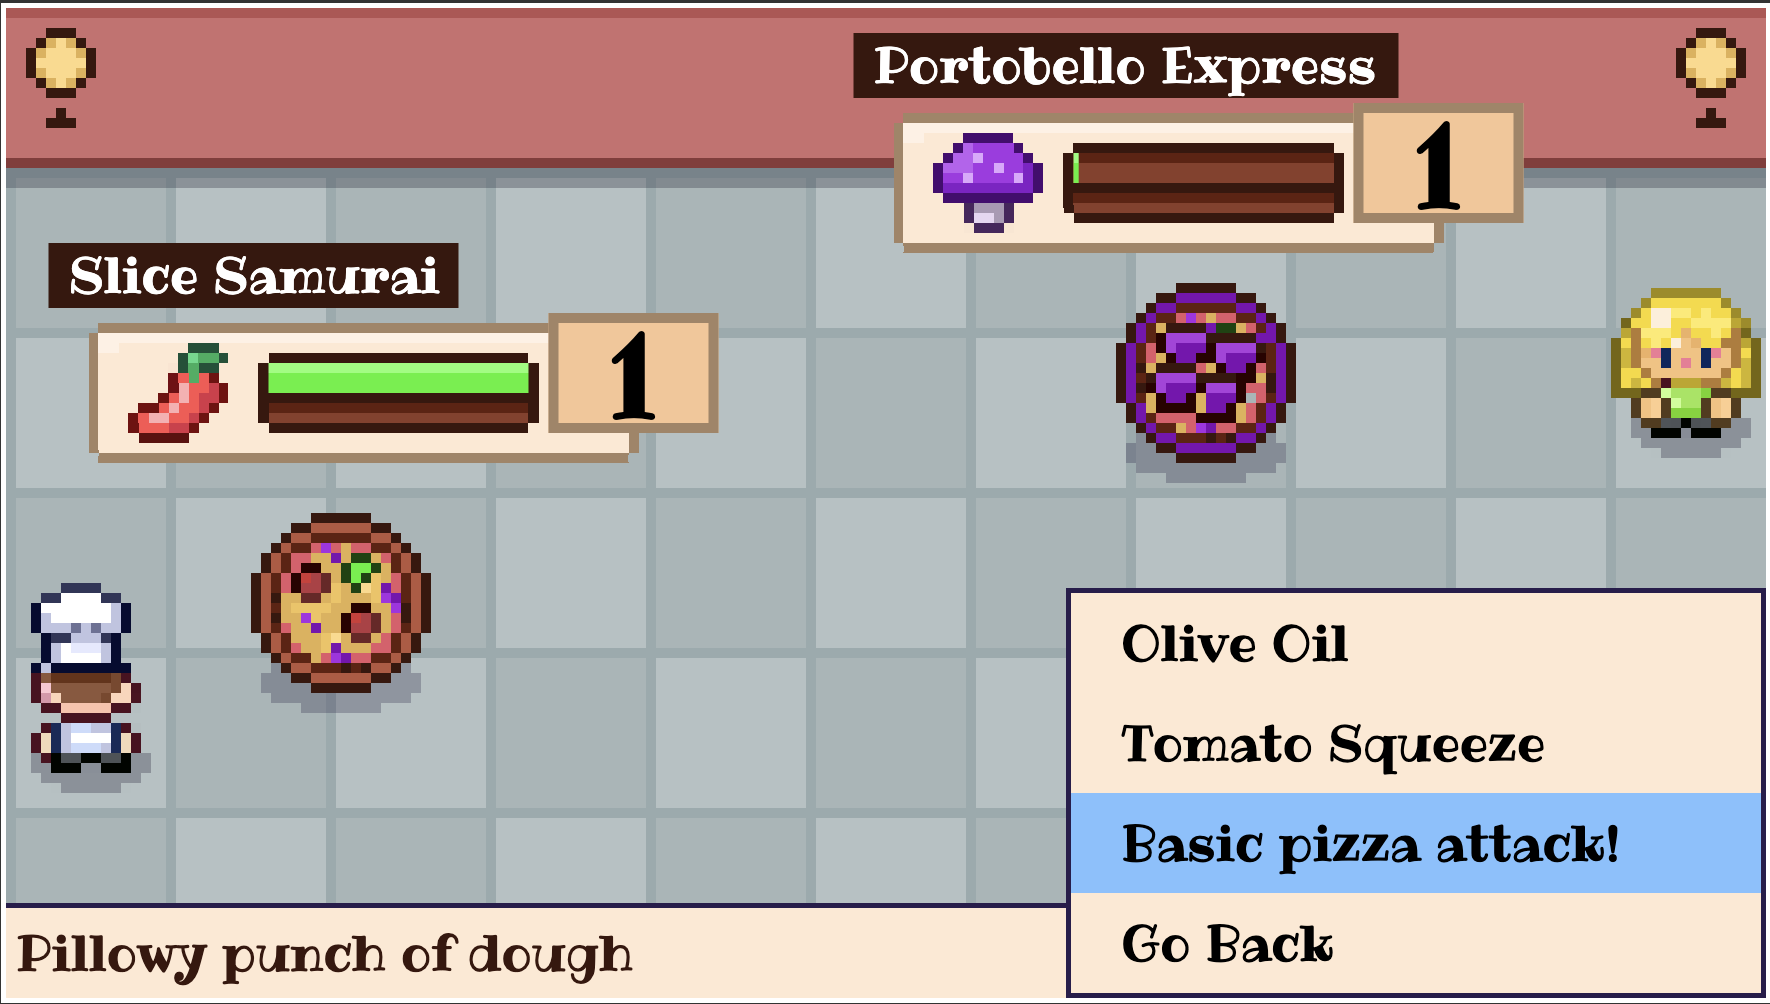 Portobello Express
1
Slice Samurai
1
Olive Oil
Tomato Squeeze
Basic pizza attack!
Go Back
Pillowy punch of dough